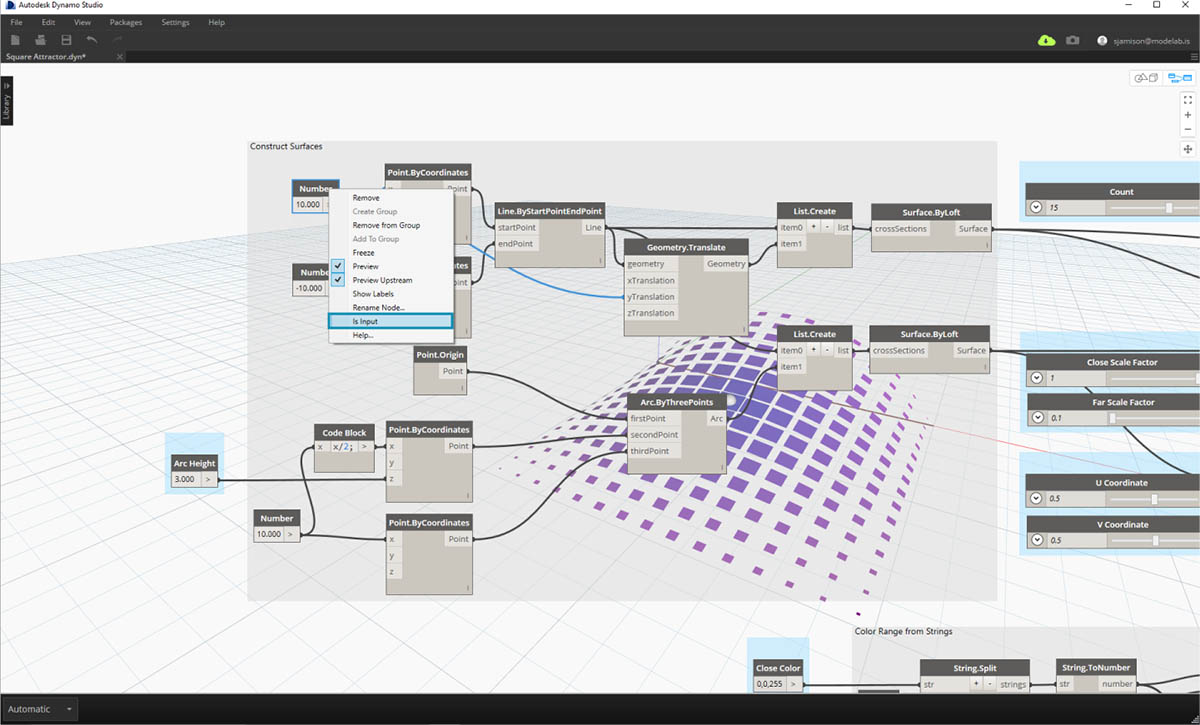 Autodesk Dynamo Studio
File Edit View Packages Settings Help
sjamison@modelab.is
Square Attractor.dyn*
Library
Construct Surfaces
Number
10.000
Point.ByCoordinates
Point
Remove
Create Group
Remove from Group
Add To Group
Freeze
Preview
Preview Upstream
Show Labels
Rename Node...
Is Input
Help...
-10.000
Line.ByStartPointEndPoint
startPoint Line
endPoint
Geometry.Translate
geometry Geometry
xTranslation
yTranslation
zTranslation
List.Create
item0 + - list
item1
Surface.ByLoft
crossSections Surface
Count
15
List.Create
item0 + - list
item1
Surface.ByLoft
crossSections Surface
Close Scale Factor
1
Far Scale Factor
0.1
Point.Origin
Point
Arc.ByThreePoints
firstPoint Arc
secondPoint
thirdPoint
Code Block
x x/2; >
Point.ByCoordinates
x Point
y
z
Arc Height
3.000 >
Number
10.000 >
Point.ByCoordinates
x Point
y
z
U Coordinate
0.5
V Coordinate
0.5
Color Range from Strings
Close Color
0,0,255 >
String.Split
str + - strings
String.ToNumber
str number
Automatic